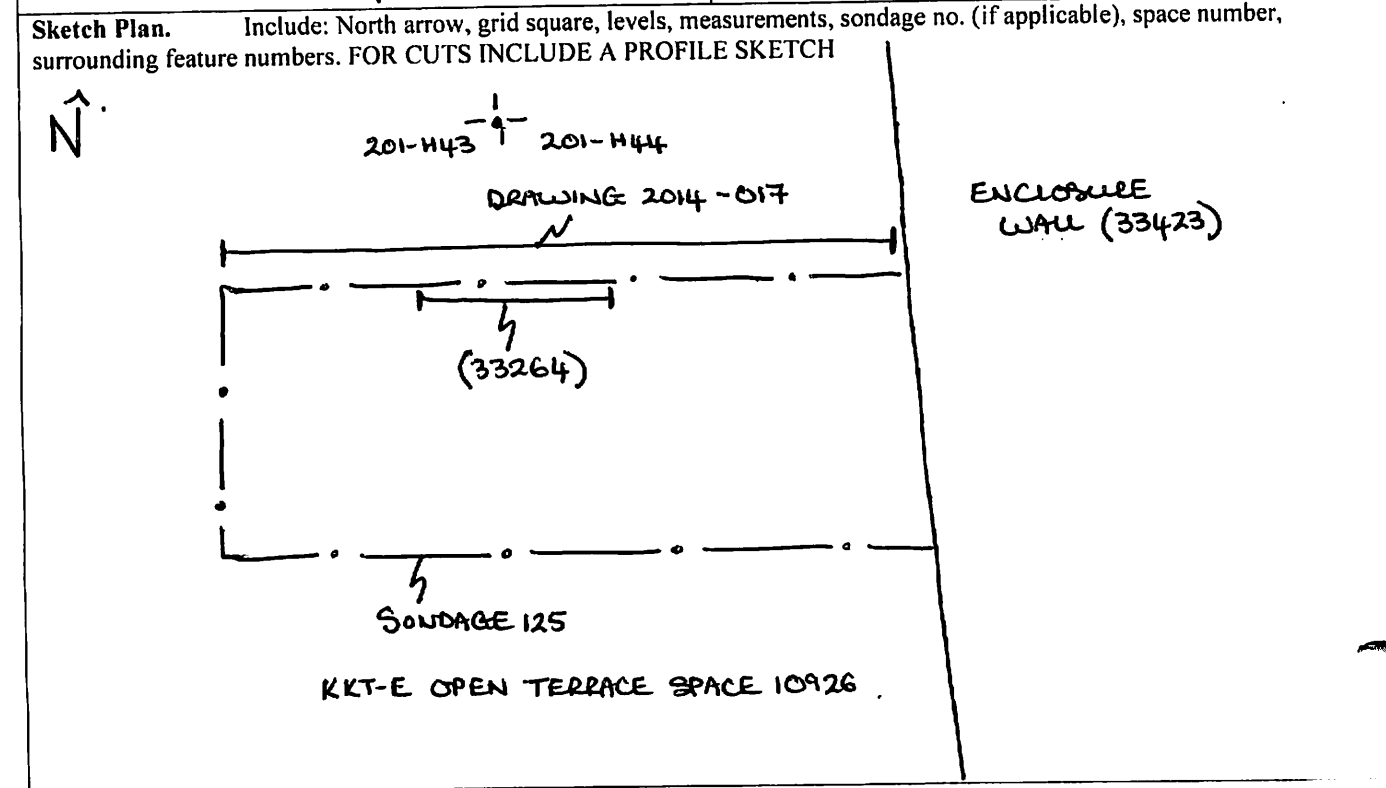 Sketch Plan. Include: North arrow, grid square, levels, measurements, sondage no. (if applicable), space number,
surrounding feature numbers. FOR CUTS INCLUDE A PROFILE SKETCH
N
201-H43 201-H44
DRAWING 2014-017
ENCLOSURE
WALL (33423)
(33264)
SONDAGE 125
KKT-E OPEN TERRACE SPACE 10926.